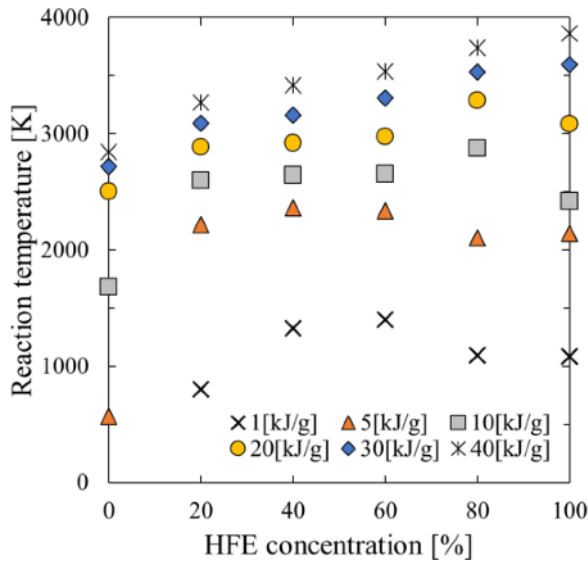 Reaction temperature [K]
4000
3000
2000
1000
0
1[kJ/g] 5[kJ/g] 10[kJ/g]
20[kJ/g] 30[kJ/g] 40[kJ/g]
0 20 40 60 80 100
HFE concentration [%]